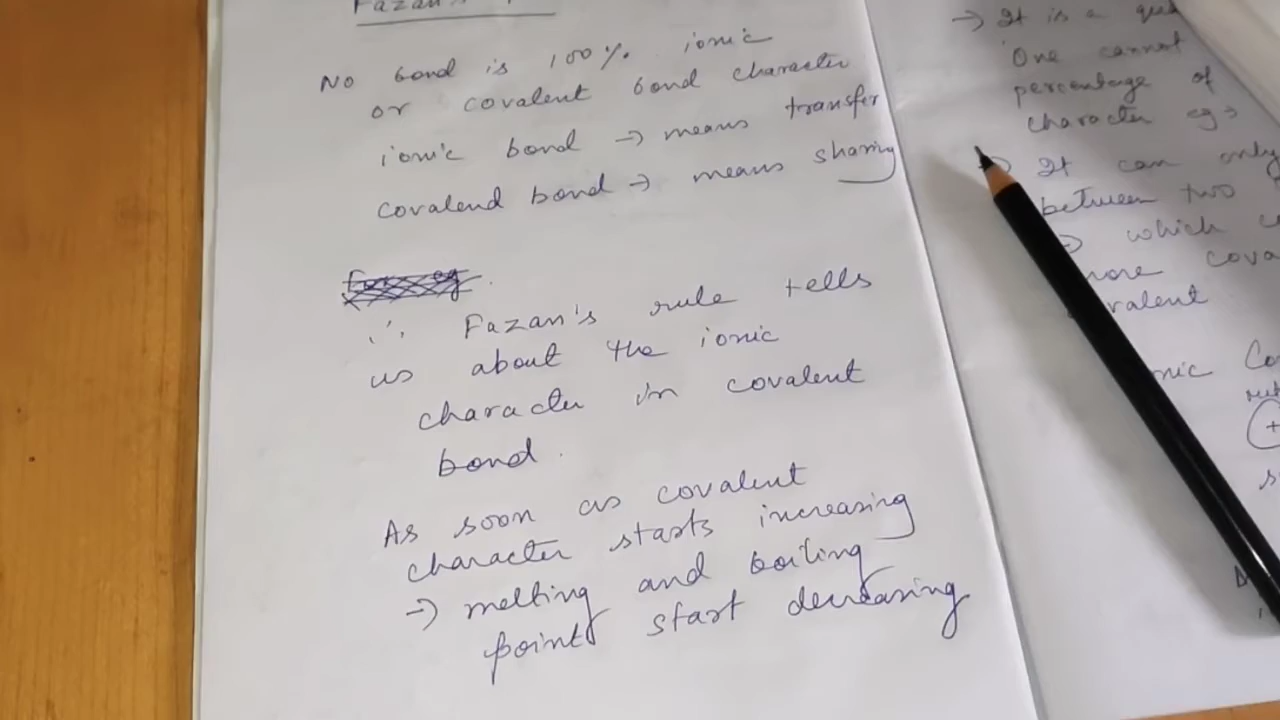 Fazan's
No bond is 100% ionic
or covalent bond character
ionic bond → means transfer
covalend bond → means sharing
∴ Fazan's rule tells
us about the ionic
character in covalent
bond.
As soon as covalent
character starts increasing
→ melting and boiling
point start decreasing
→ It is a
One cannot
percentage of
character eg →
It can only
between two
→ which
more